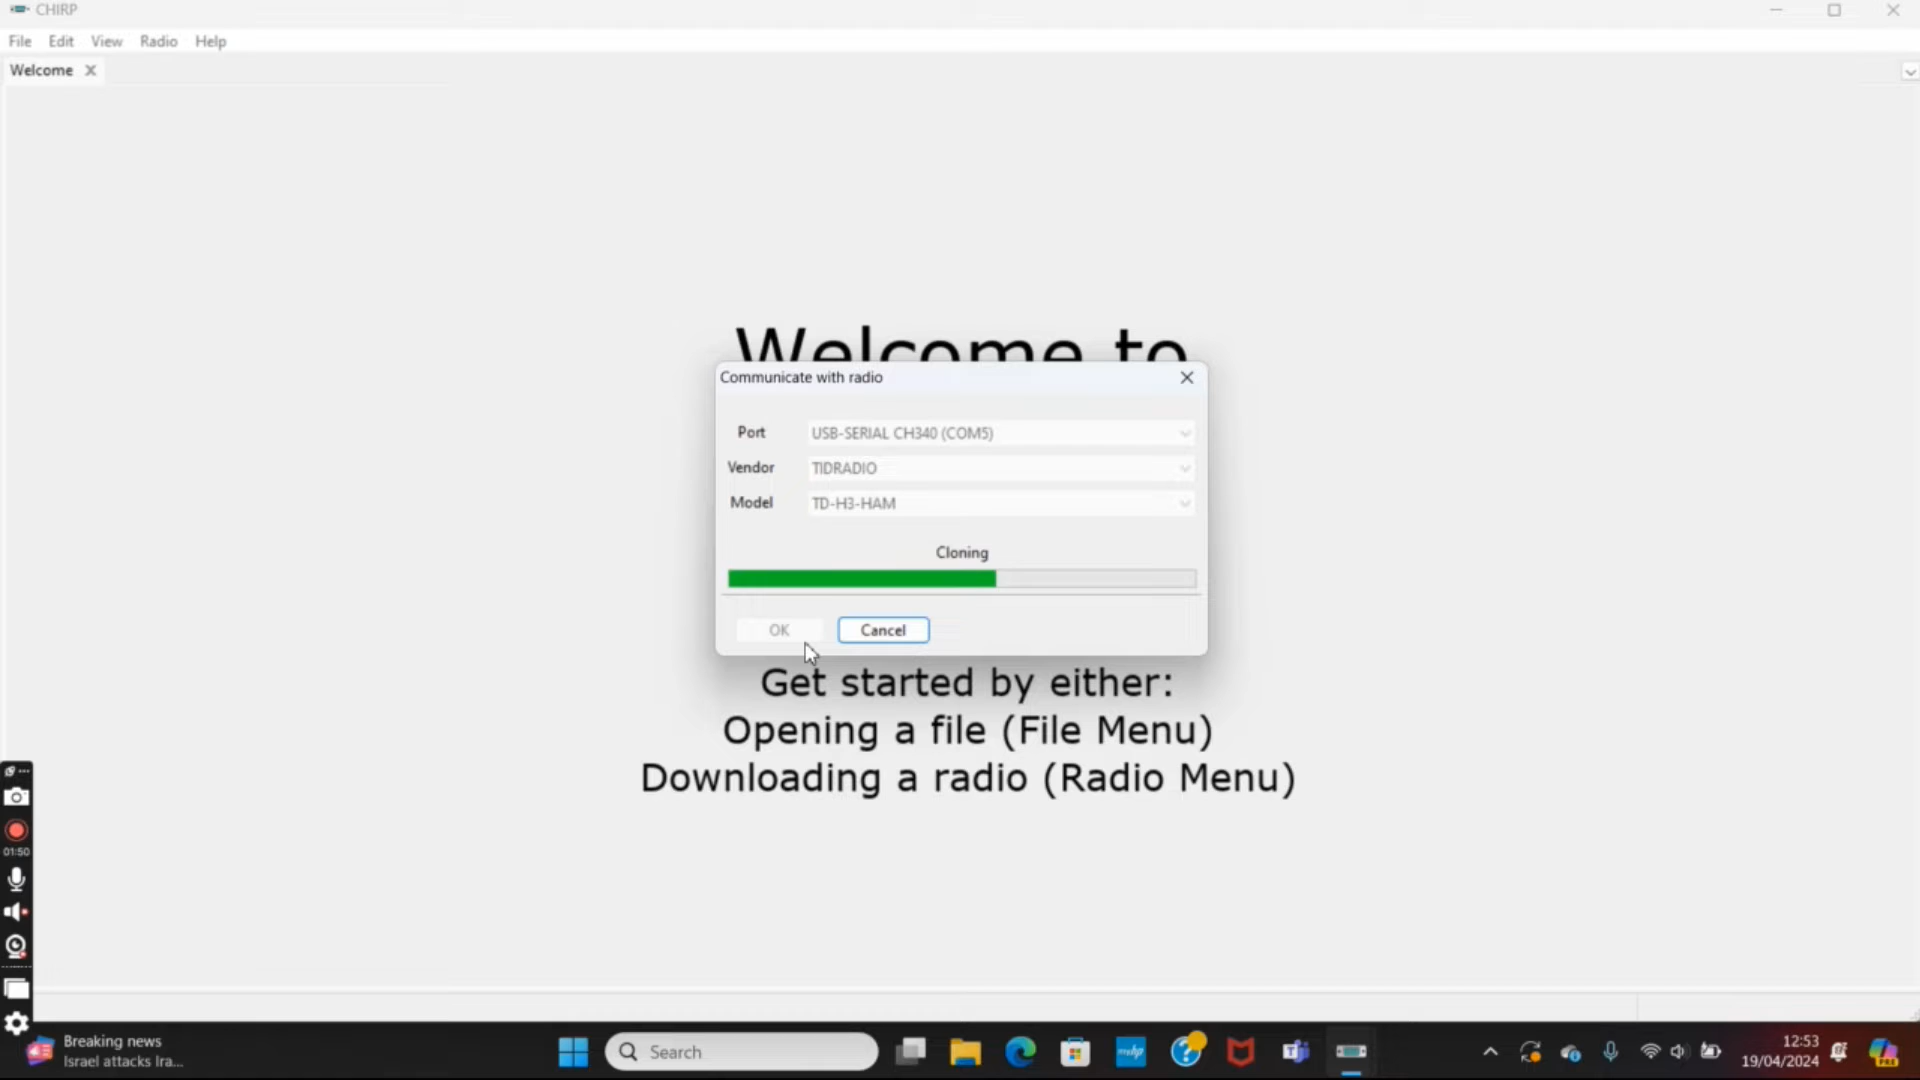 CHIRP
File Edit View Radio Help
Welcome
Welcome to
Communicate with radio
Port USB-SERIAL CH340 (COM5)
Vendor TIDRADIO
Model TD-H3-HAM
Cloning
OK Cancel
Get started by either:
Opening a file (File Menu)
Downloading a radio (Radio Menu)
01:50
Breaking news
Israel attacks Ira...
Search
myhp
12:53
19/04/2024
PRE